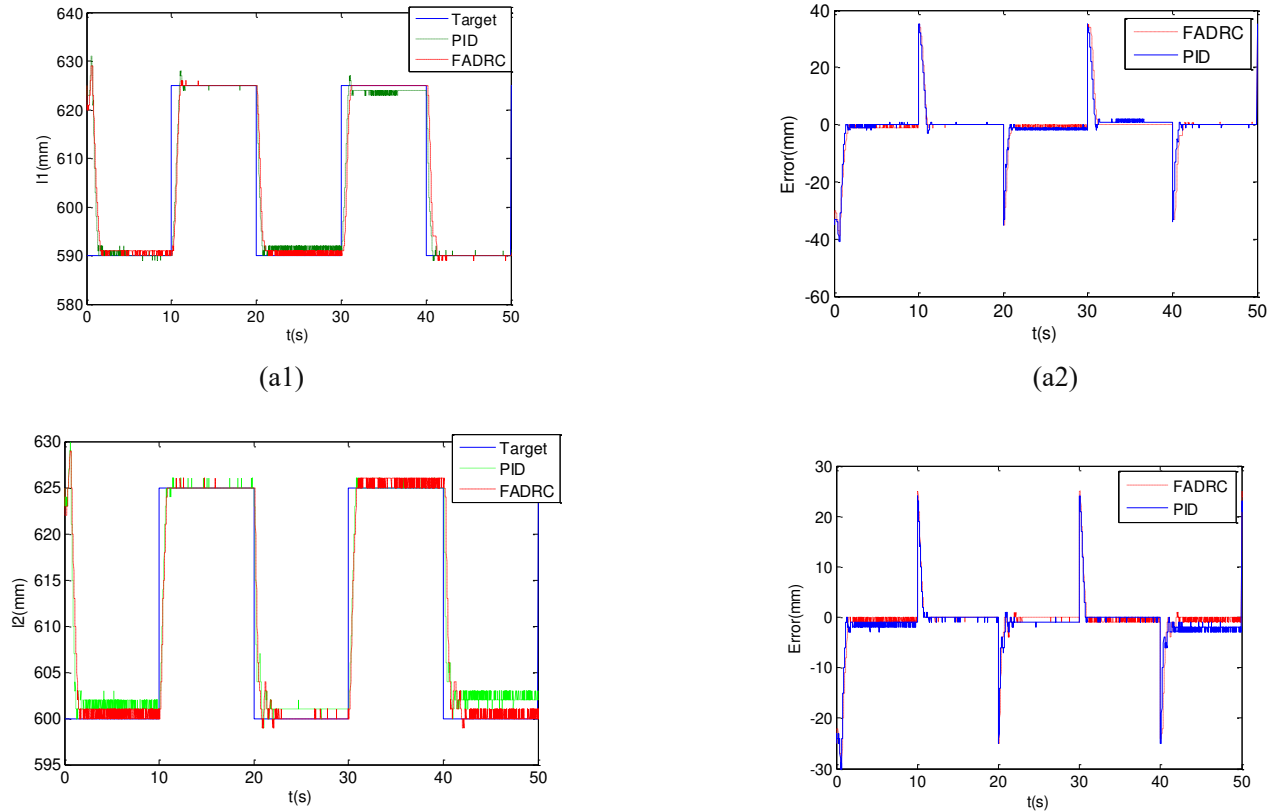 640
630
620
610
600
590
580
l1(mm)
0 10 20 30 40 50
t(s)
Target
PID
FADRC
(a1)
40
20
0
-20
-40
-60
Error(mm)
0 10 20 30 40 50
t(s)
FADRC
PID
(a2)
630
625
620
615
610
605
600
595
l2(mm)
0 10 20 30 40 50
t(s)
Target
PID
FADRC
30
20
10
0
-10
-20
-30
Error(mm)
0 10 20 30 40 50
t(s)
FADRC
PID